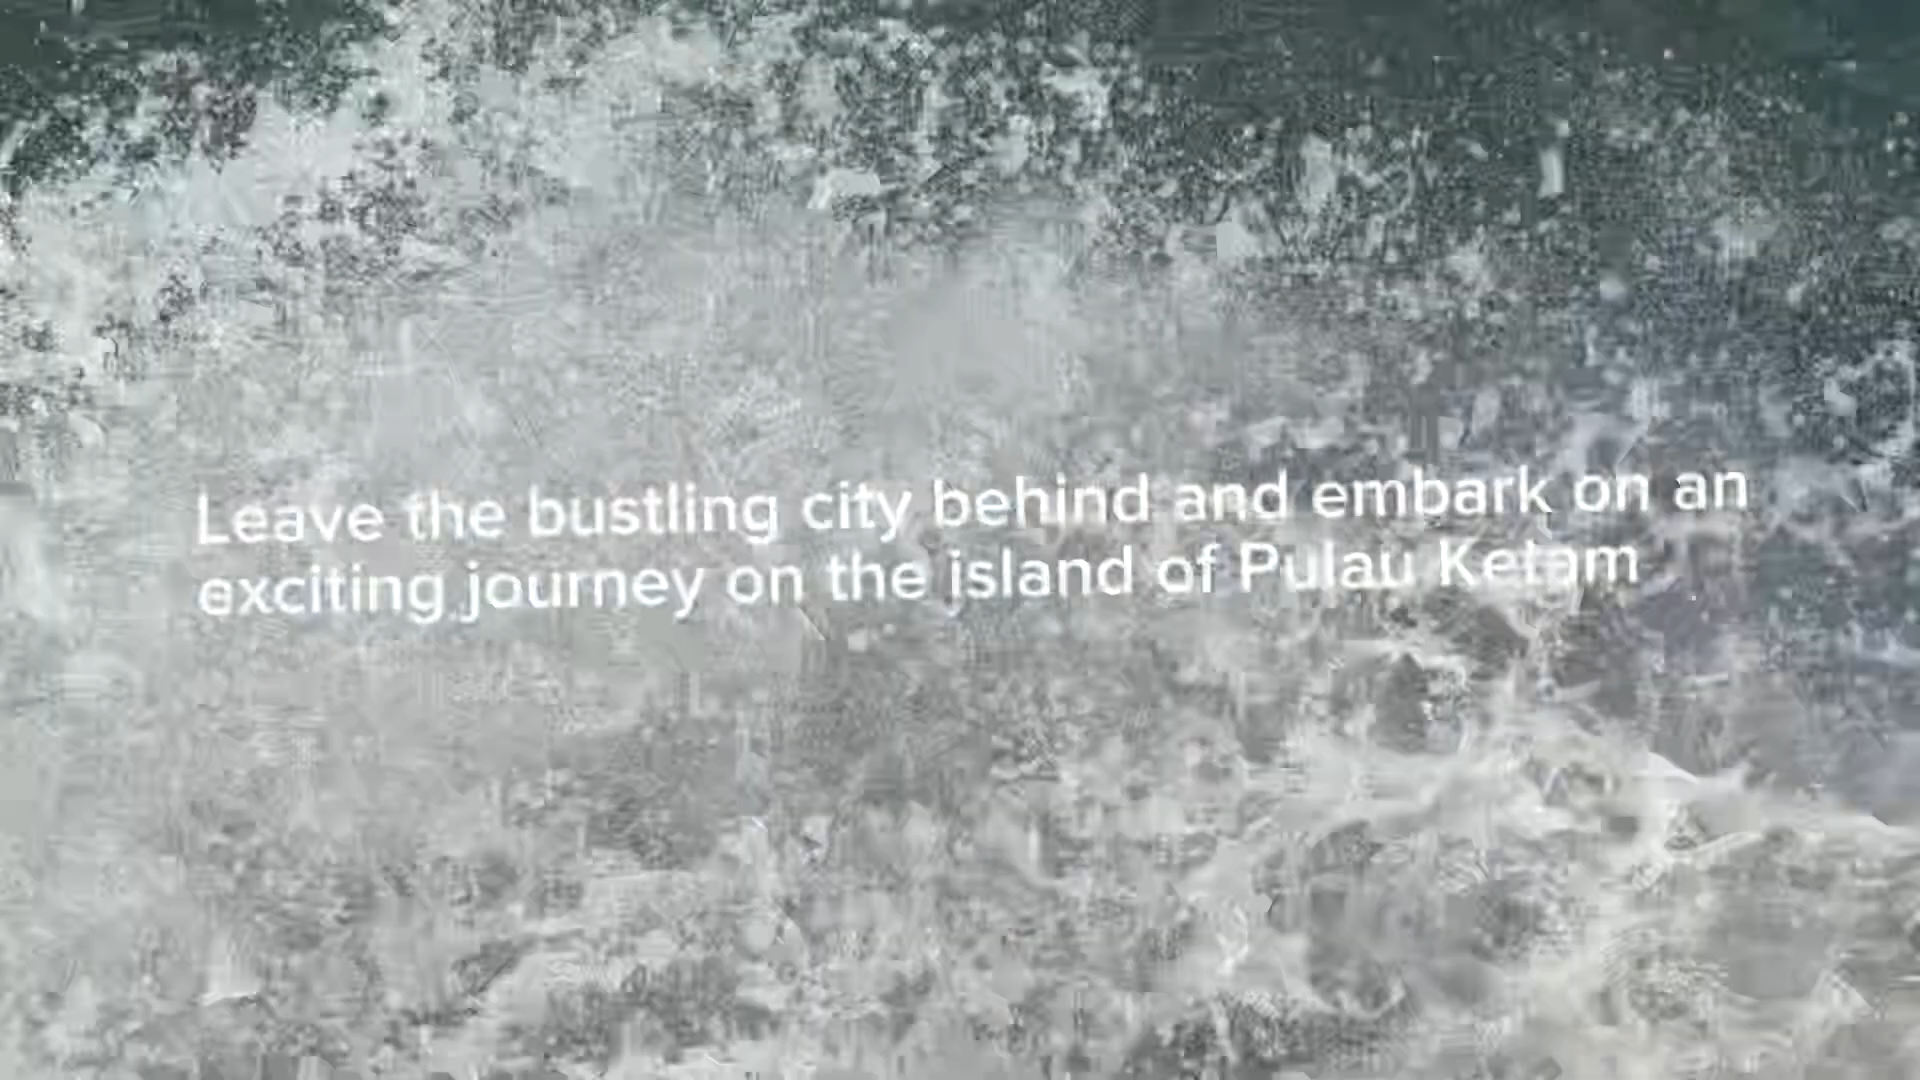 Leave the bustling city behind and embark on an
exciting journey on the island of Pulau Ketam